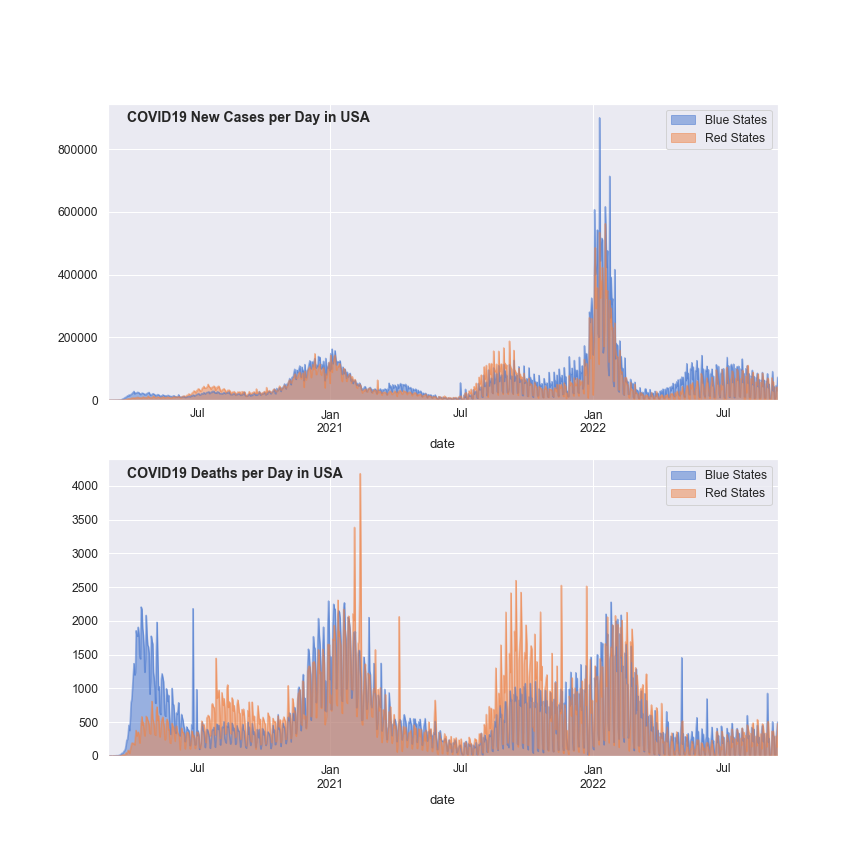 COVID19 New Cases per Day in USA
Blue States
Red States
800000
600000
400000
200000
0
Jul
Jan
2021
Jul
Jan
2022
Jul
date
COVID19 Deaths per Day in USA
Blue States
Red States
4000
3500
3000
2500
2000
1500
1000
500
0
Jul
Jan
2021
Jul
Jan
2022
Jul
date